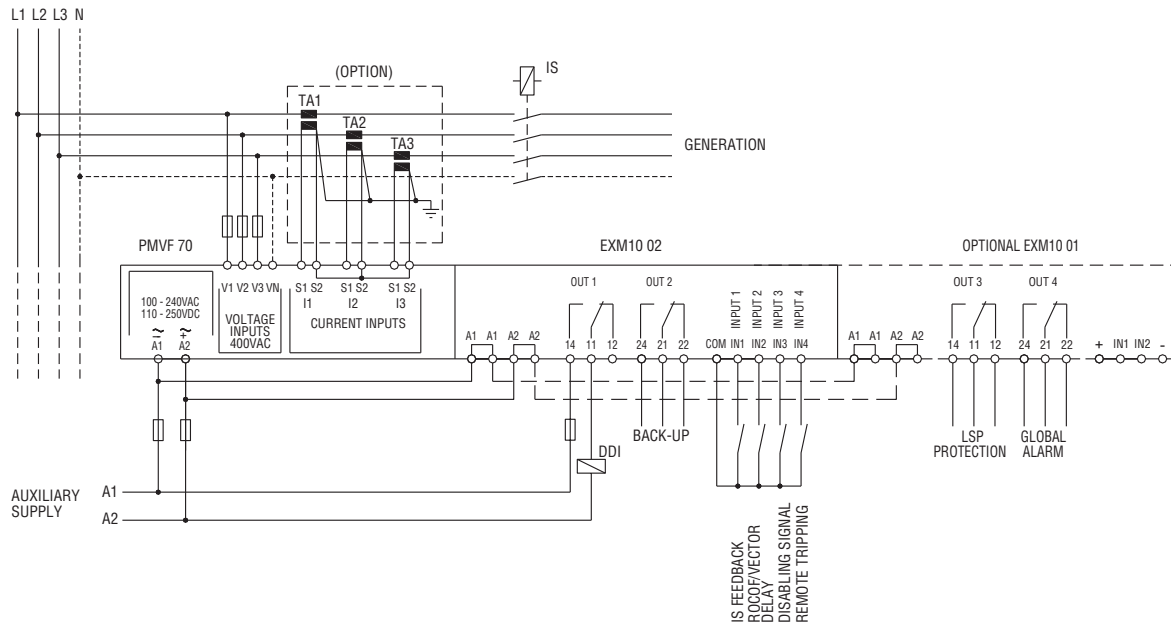 L1 L2 L3 N
(OPTION)
IS
TA1
TA2
TA3
GENERATION
PMVF 70
EXM10 02
OPTIONAL EXM10 01
100 - 240VAC
110 - 250VDC
~ ~
− +
A1 A2
V1 V2 V3 VN
VOLTAGE
INPUTS
400VAC
S1 S2 S1 S2 S1 S2
I1 I2 I3
CURRENT INPUTS
A1 A1 A2 A2
OUT 1
14 11 12
OUT 2
24 21 22
INPUT 1
INPUT 2
INPUT 3
INPUT 4
COM IN1 IN2 IN3 IN4
A1 A1 A2 A2
OUT 3
14 11 12
OUT 4
24 21 22
+ IN1 IN2 -
BACK-UP
LSP
PROTECTION
GLOBAL
ALARM
DDI
AUXILIARY
SUPPLY
A1
A2
IS FEEDBACK
ROCOF/VECTOR
DELAY
DISABLING SIGNAL
REMOTE TRIPPING